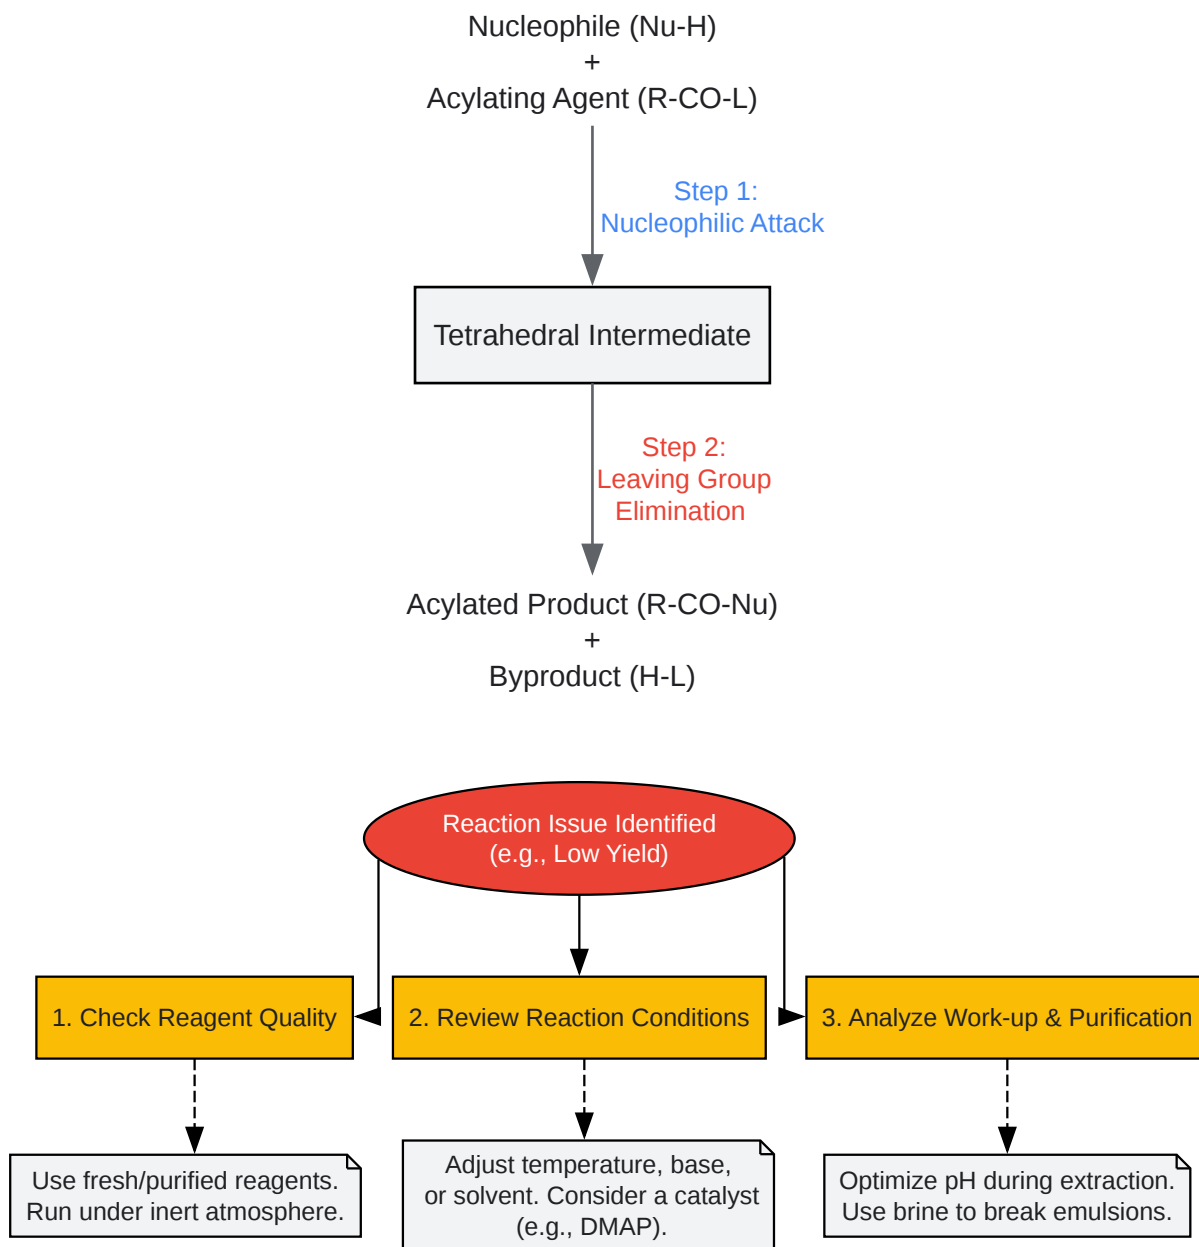 Nucleophile (Nu-H)
+
Acylating Agent (R-CO-L)
Step 1:
Nucleophilic Attack
Tetrahedral Intermediate
Step 2:
Leaving Group
Elimination
Acylated Product (R-CO-Nu)
+
Byproduct (H-L)
Reaction Issue Identified
(e.g., Low Yield)
1. Check Reagent Quality
2. Review Reaction Conditions
3. Analyze Work-up & Purification
Use fresh/purified reagents.
Run under inert atmosphere.
Adjust temperature, base,
or solvent. Consider a catalyst
(e.g., DMAP).
Optimize pH during extraction.
Use brine to break emulsions.